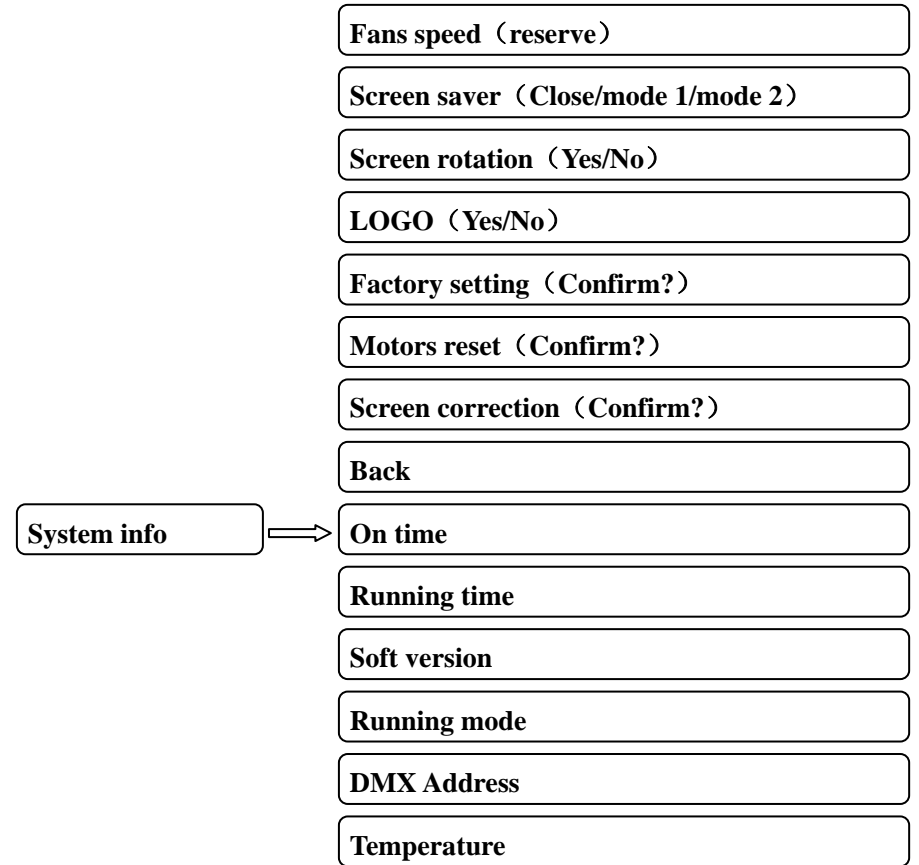 Fans speed（reserve）
Screen saver（Close/mode 1/mode 2）
Screen rotation（Yes/No）
LOGO（Yes/No）
Factory setting（Confirm?）
Motors reset（Confirm?）
Screen correction（Confirm?）
Back
System info
On time
Running time
Soft version
Running mode
DMX Address
Temperature